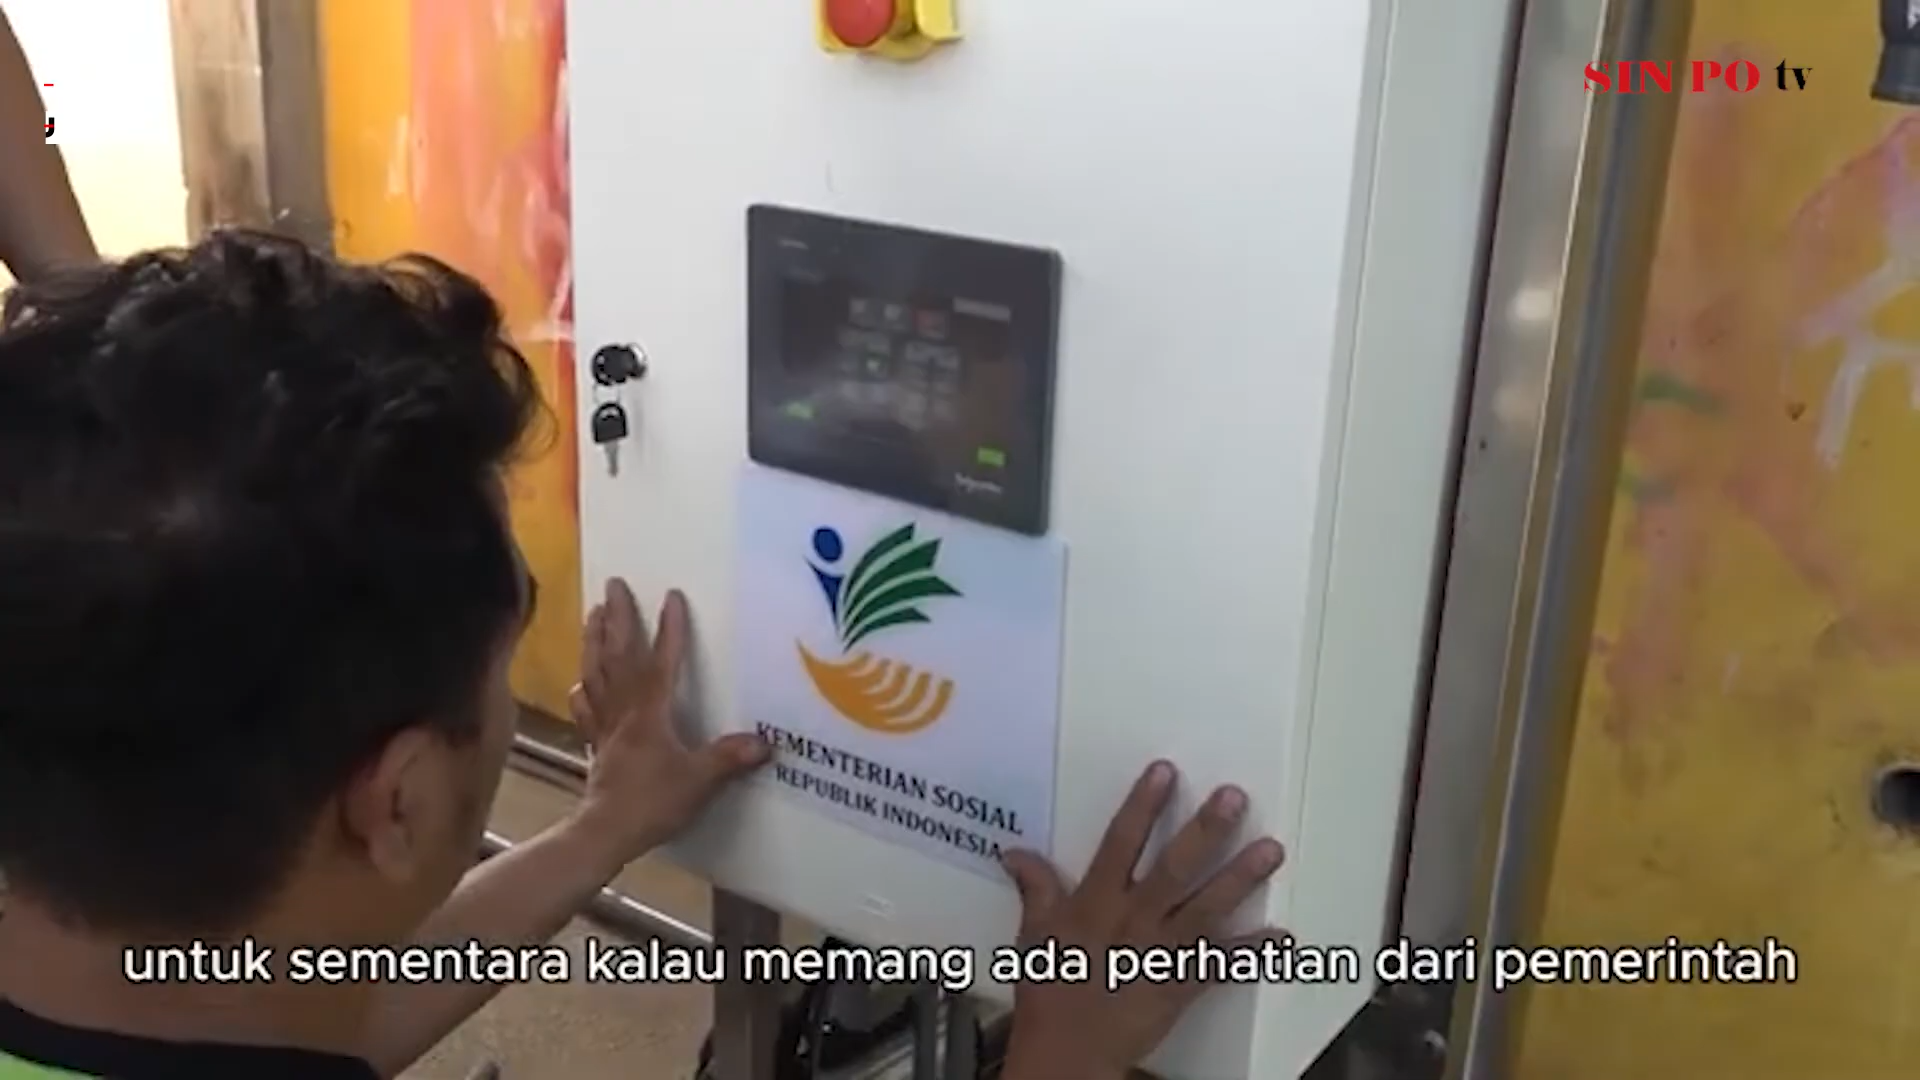 SIN PO tv
KEMENTERIAN SOSIAL
REPUBLIK INDONESIA
untuk sementara kalau memang ada perhatian dari pemerintah